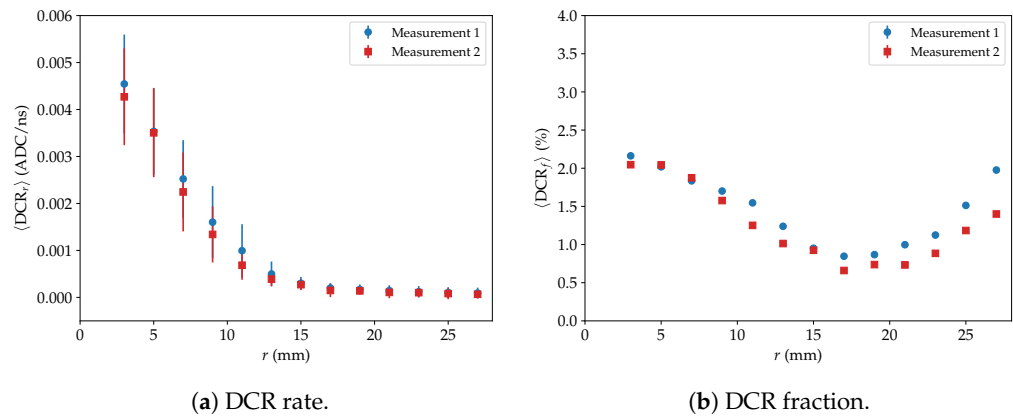 0.006
0.005
0.004
0.003
0.002
0.001
0.000
⟨DCRᵣ⟩ (ADC/ns)
Measurement 1
Measurement 2
0 5 10 15 20 25
r (mm)
(a) DCR rate.
4.0
3.5
3.0
2.5
2.0
1.5
1.0
0.5
0.0
⟨DCR_f⟩ (%)
Measurement 1
Measurement 2
0 5 10 15 20 25
r (mm)
(b) DCR fraction.